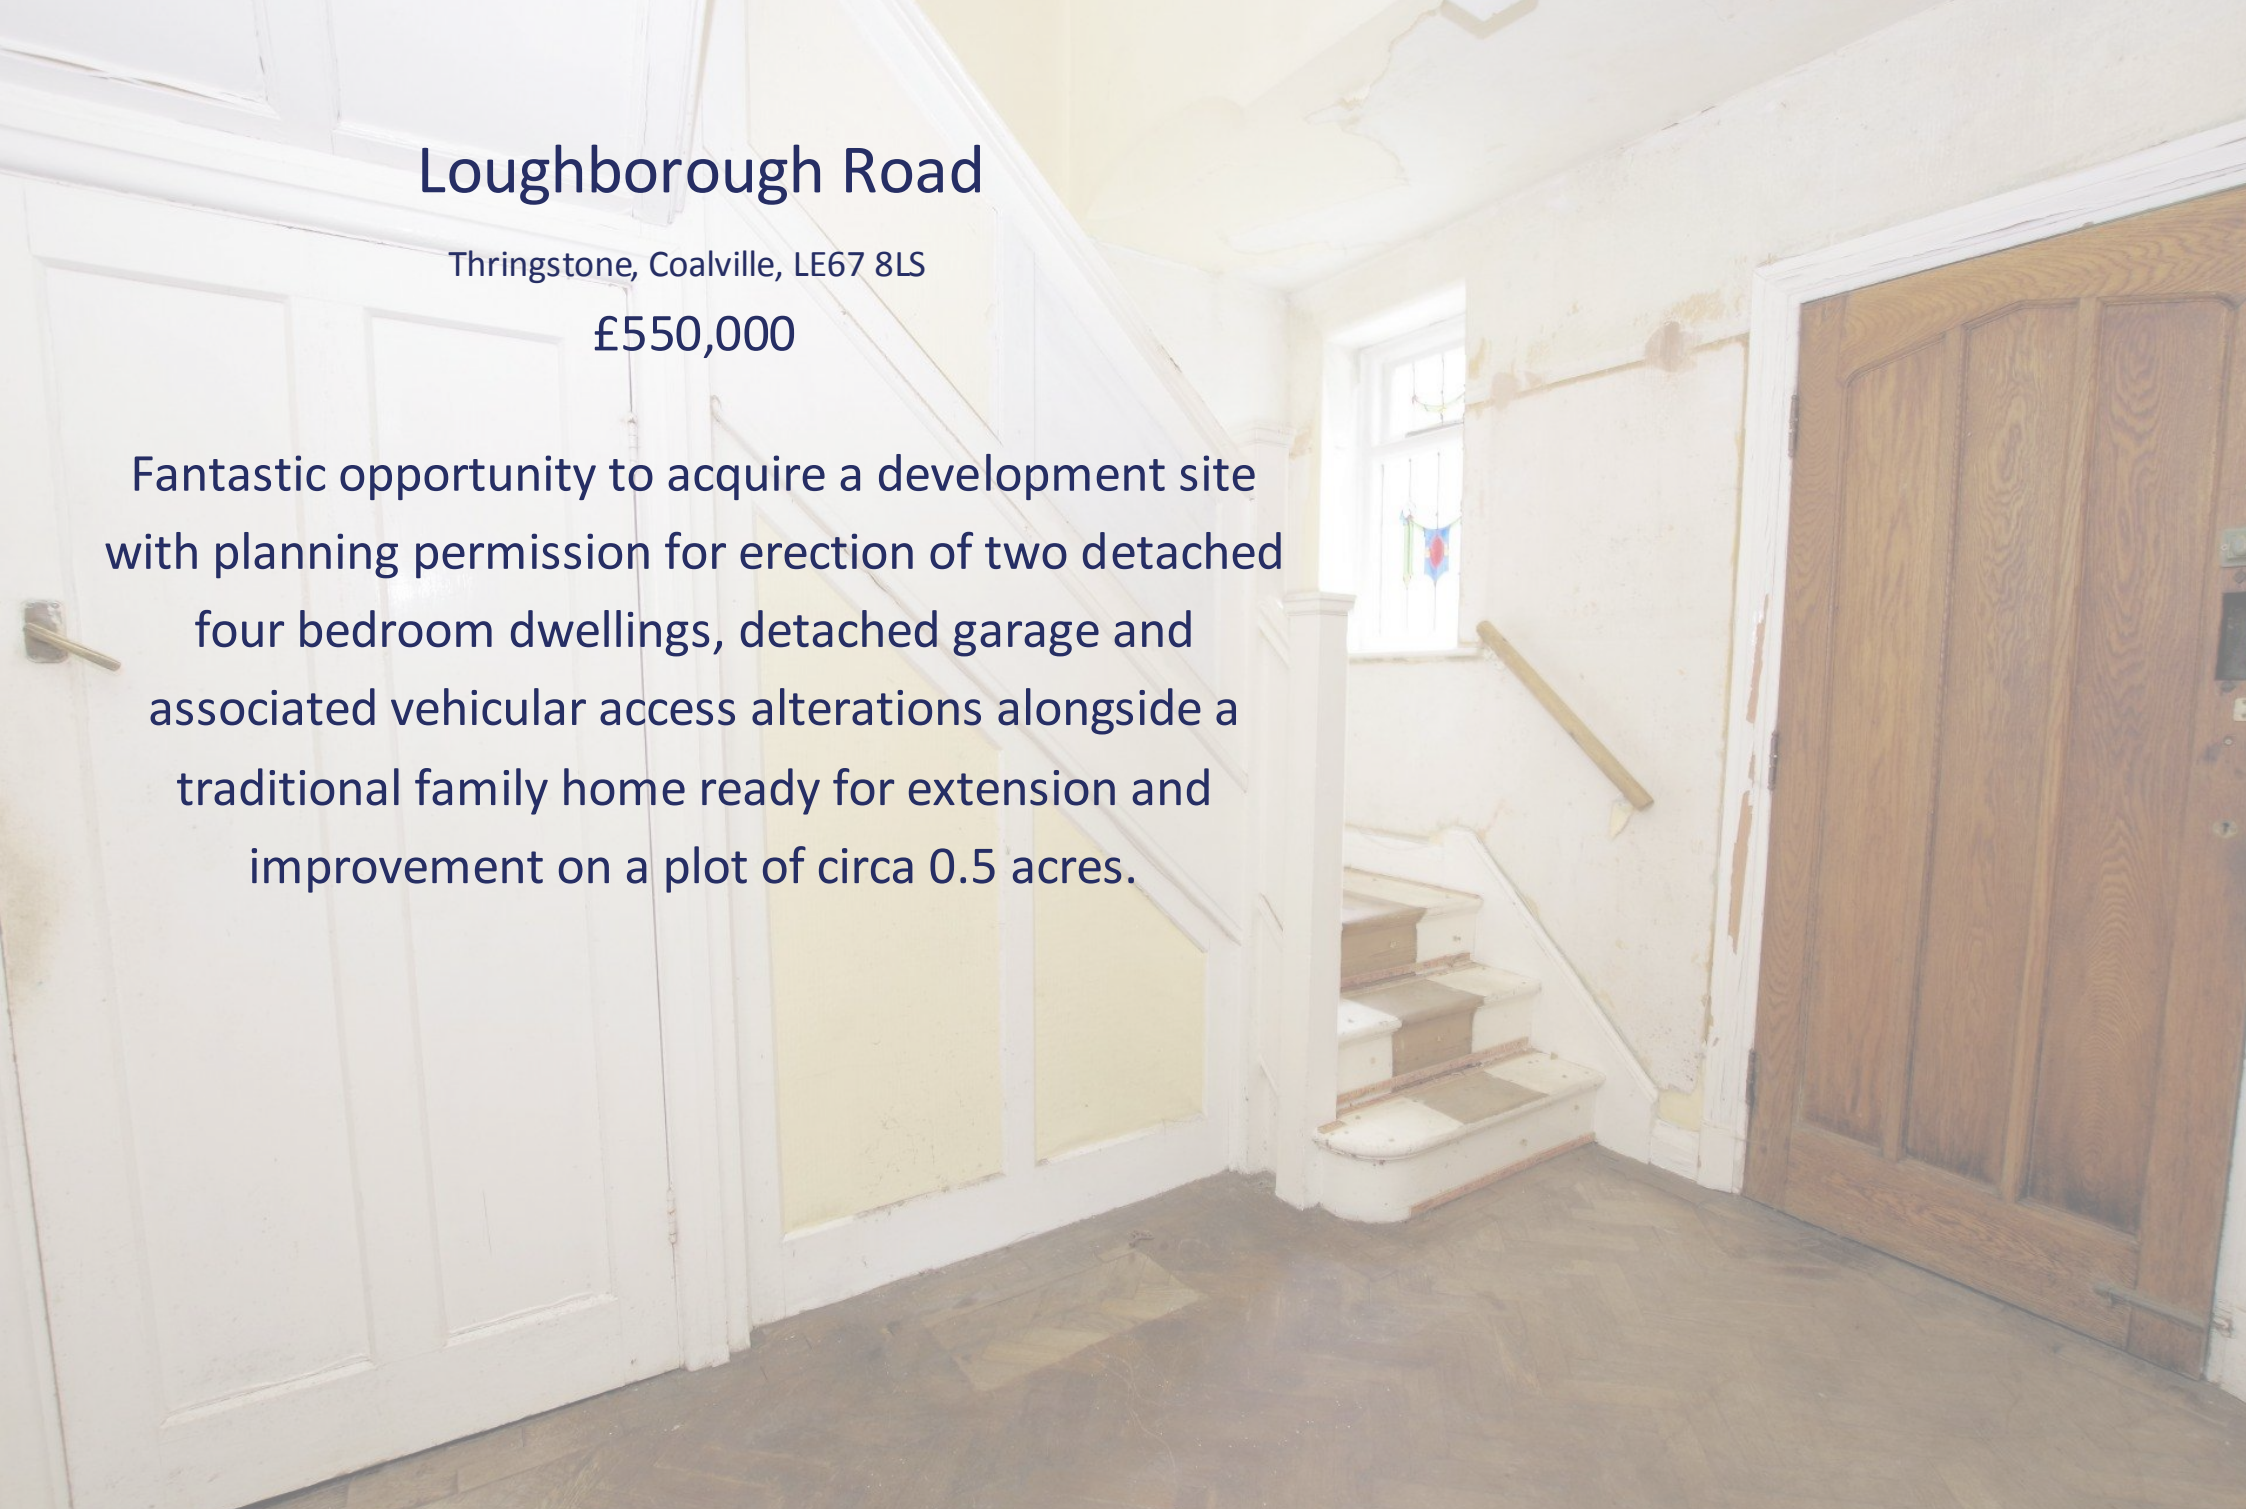 Loughborough Road
Thringstone, Coalville, LE67 8LS
£550,000
Fantastic opportunity to acquire a development site
with planning permission for erection of two detached
four bedroom dwellings, detached garage and
associated vehicular access alterations alongside a
traditional family home ready for extension and
improvement on a plot of circa 0.5 acres.